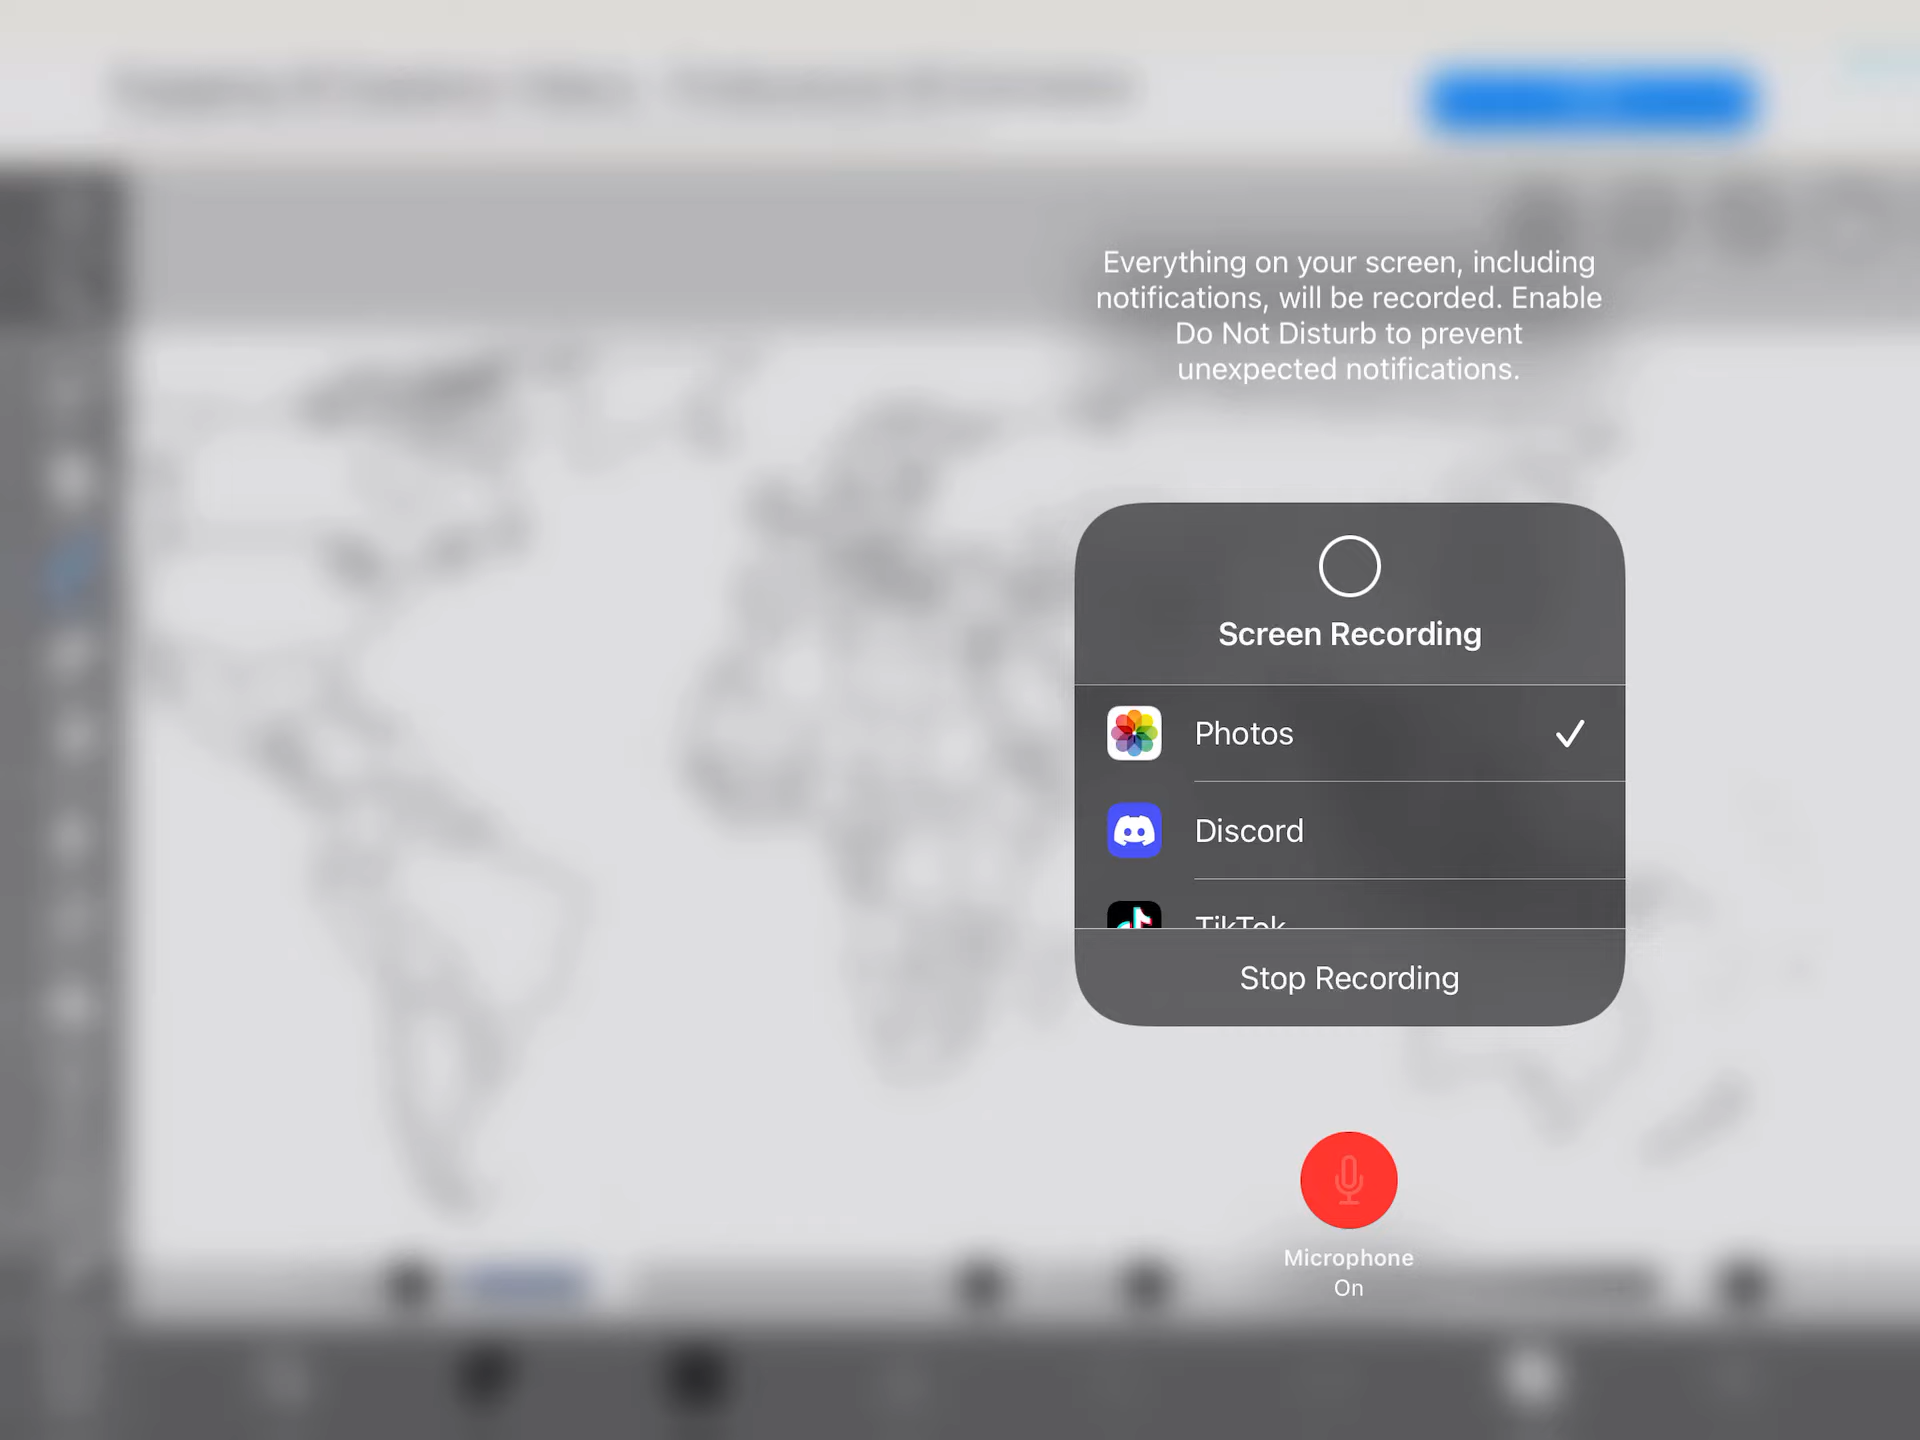 Everything on your screen, including
notifications, will be recorded. Enable
Do Not Disturb to prevent
unexpected notifications.
Screen Recording
Photos
Discord
TikTok
Stop Recording
Microphone
On